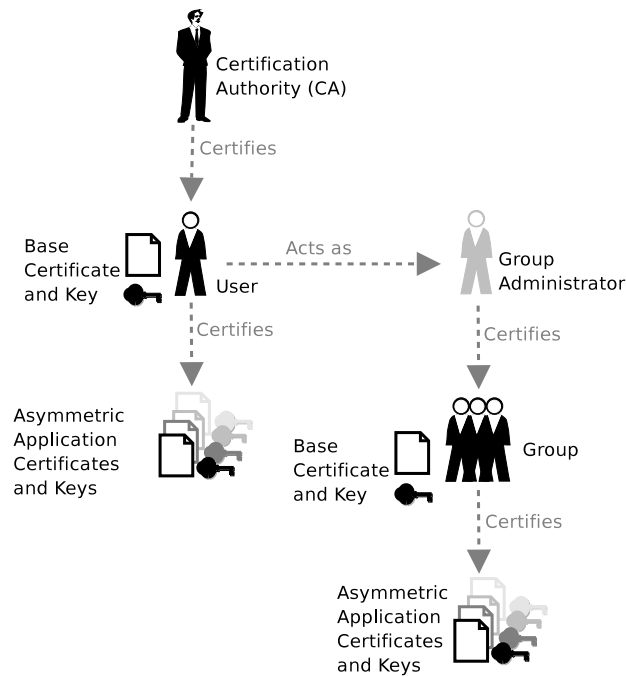 Certification
Authority (CA)
Certifies
Base
Certificate
and Key
User
Acts as
Group
Administrator
Certifies
Certifies
Asymmetric
Application
Certificates
and Keys
Base
Certificate
and Key
Group
Certifies
Asymmetric
Application
Certificates
and Keys